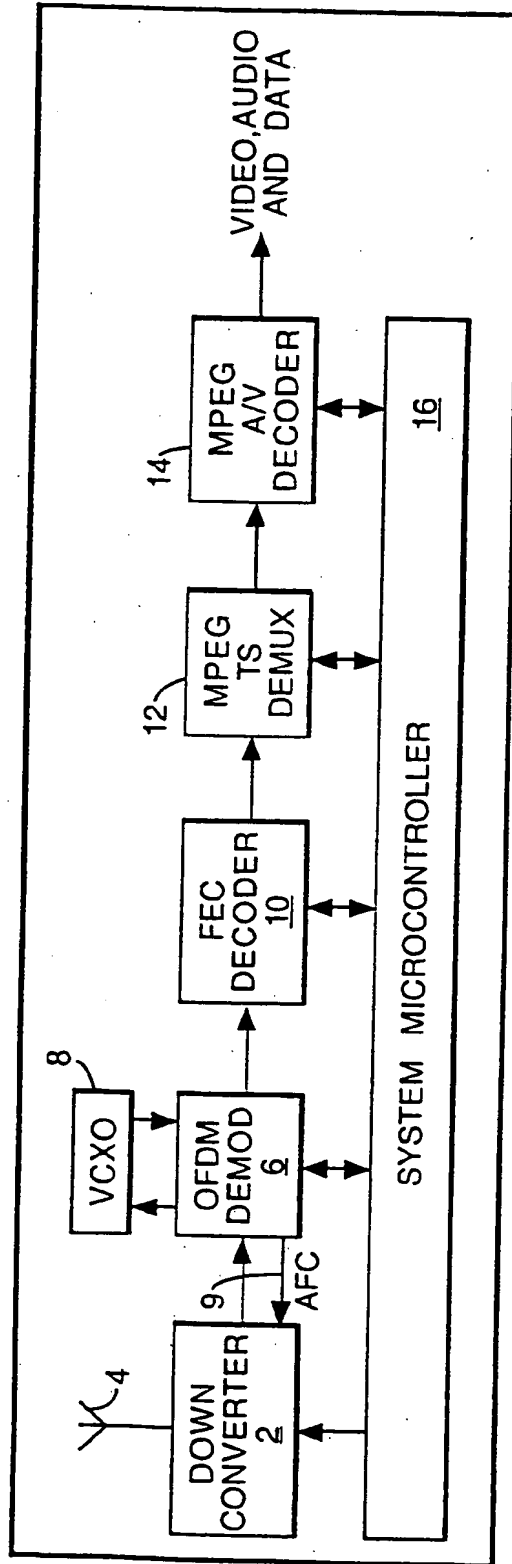 4
DOWN
CONVERTER
2
9
AFC
8
VCXO
OFDM
DEMOD
6
FEC
DECODER
10
12
MPEG
TS
DEMUX
14
MPEG
A/V
DECODER
VIDEO,AUDIO
AND DATA
SYSTEM MICROCONTROLLER
16